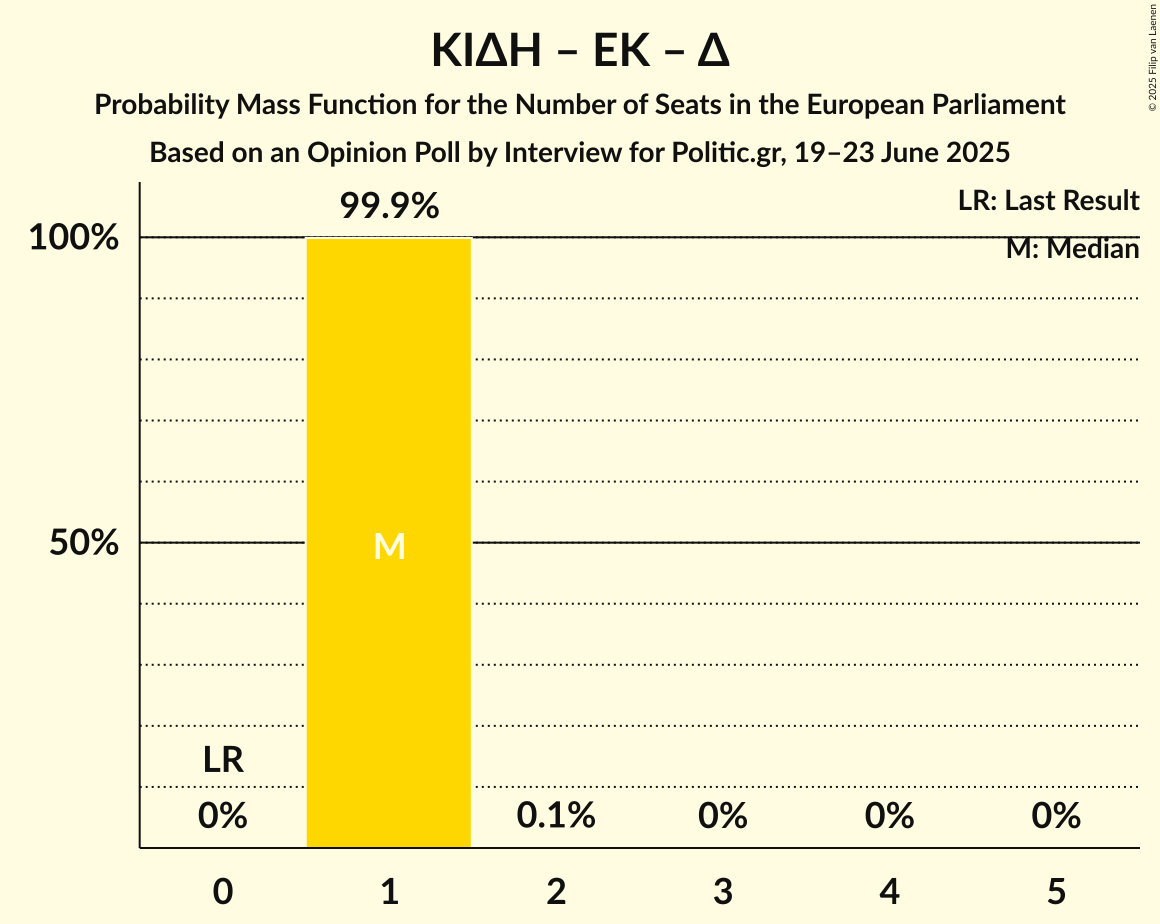 ΚΙΔΗ – ΕΚ – Δ
Probability Mass Function for the Number of Seats in the European Parliament
Based on an Opinion Poll by Interview for Politic.gr, 19–23 June 2025
© 2025 Filip van Laenen
99.9%
LR: Last Result
100%
M: Median
50%
M
LR
0%
0.1%
0%
0%
0%
0
1
2
3
4
5